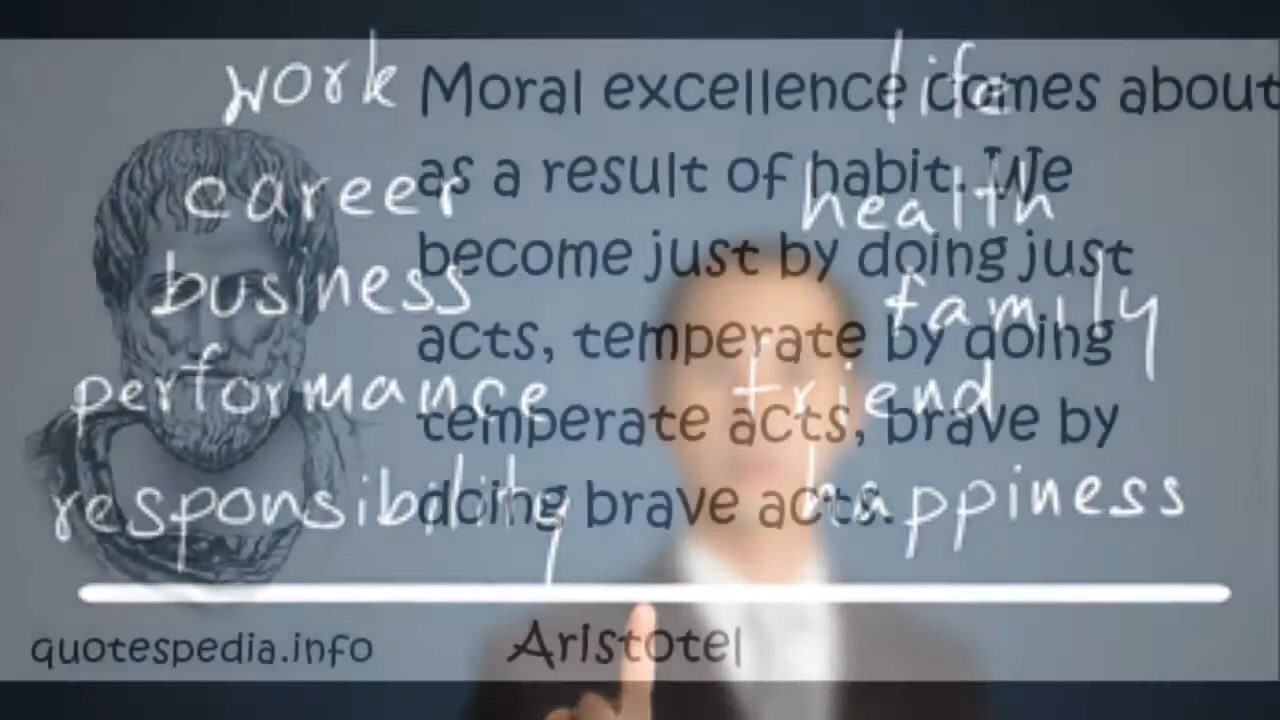 work
career
business
performance
responsibility
life
health
family
friend
happiness
Moral excellence comes about
as a result of habit. We
become just by doing just
acts, temperate by doing
temperate acts, brave by
doing brave acts.
quotespedia.info
Aristotel